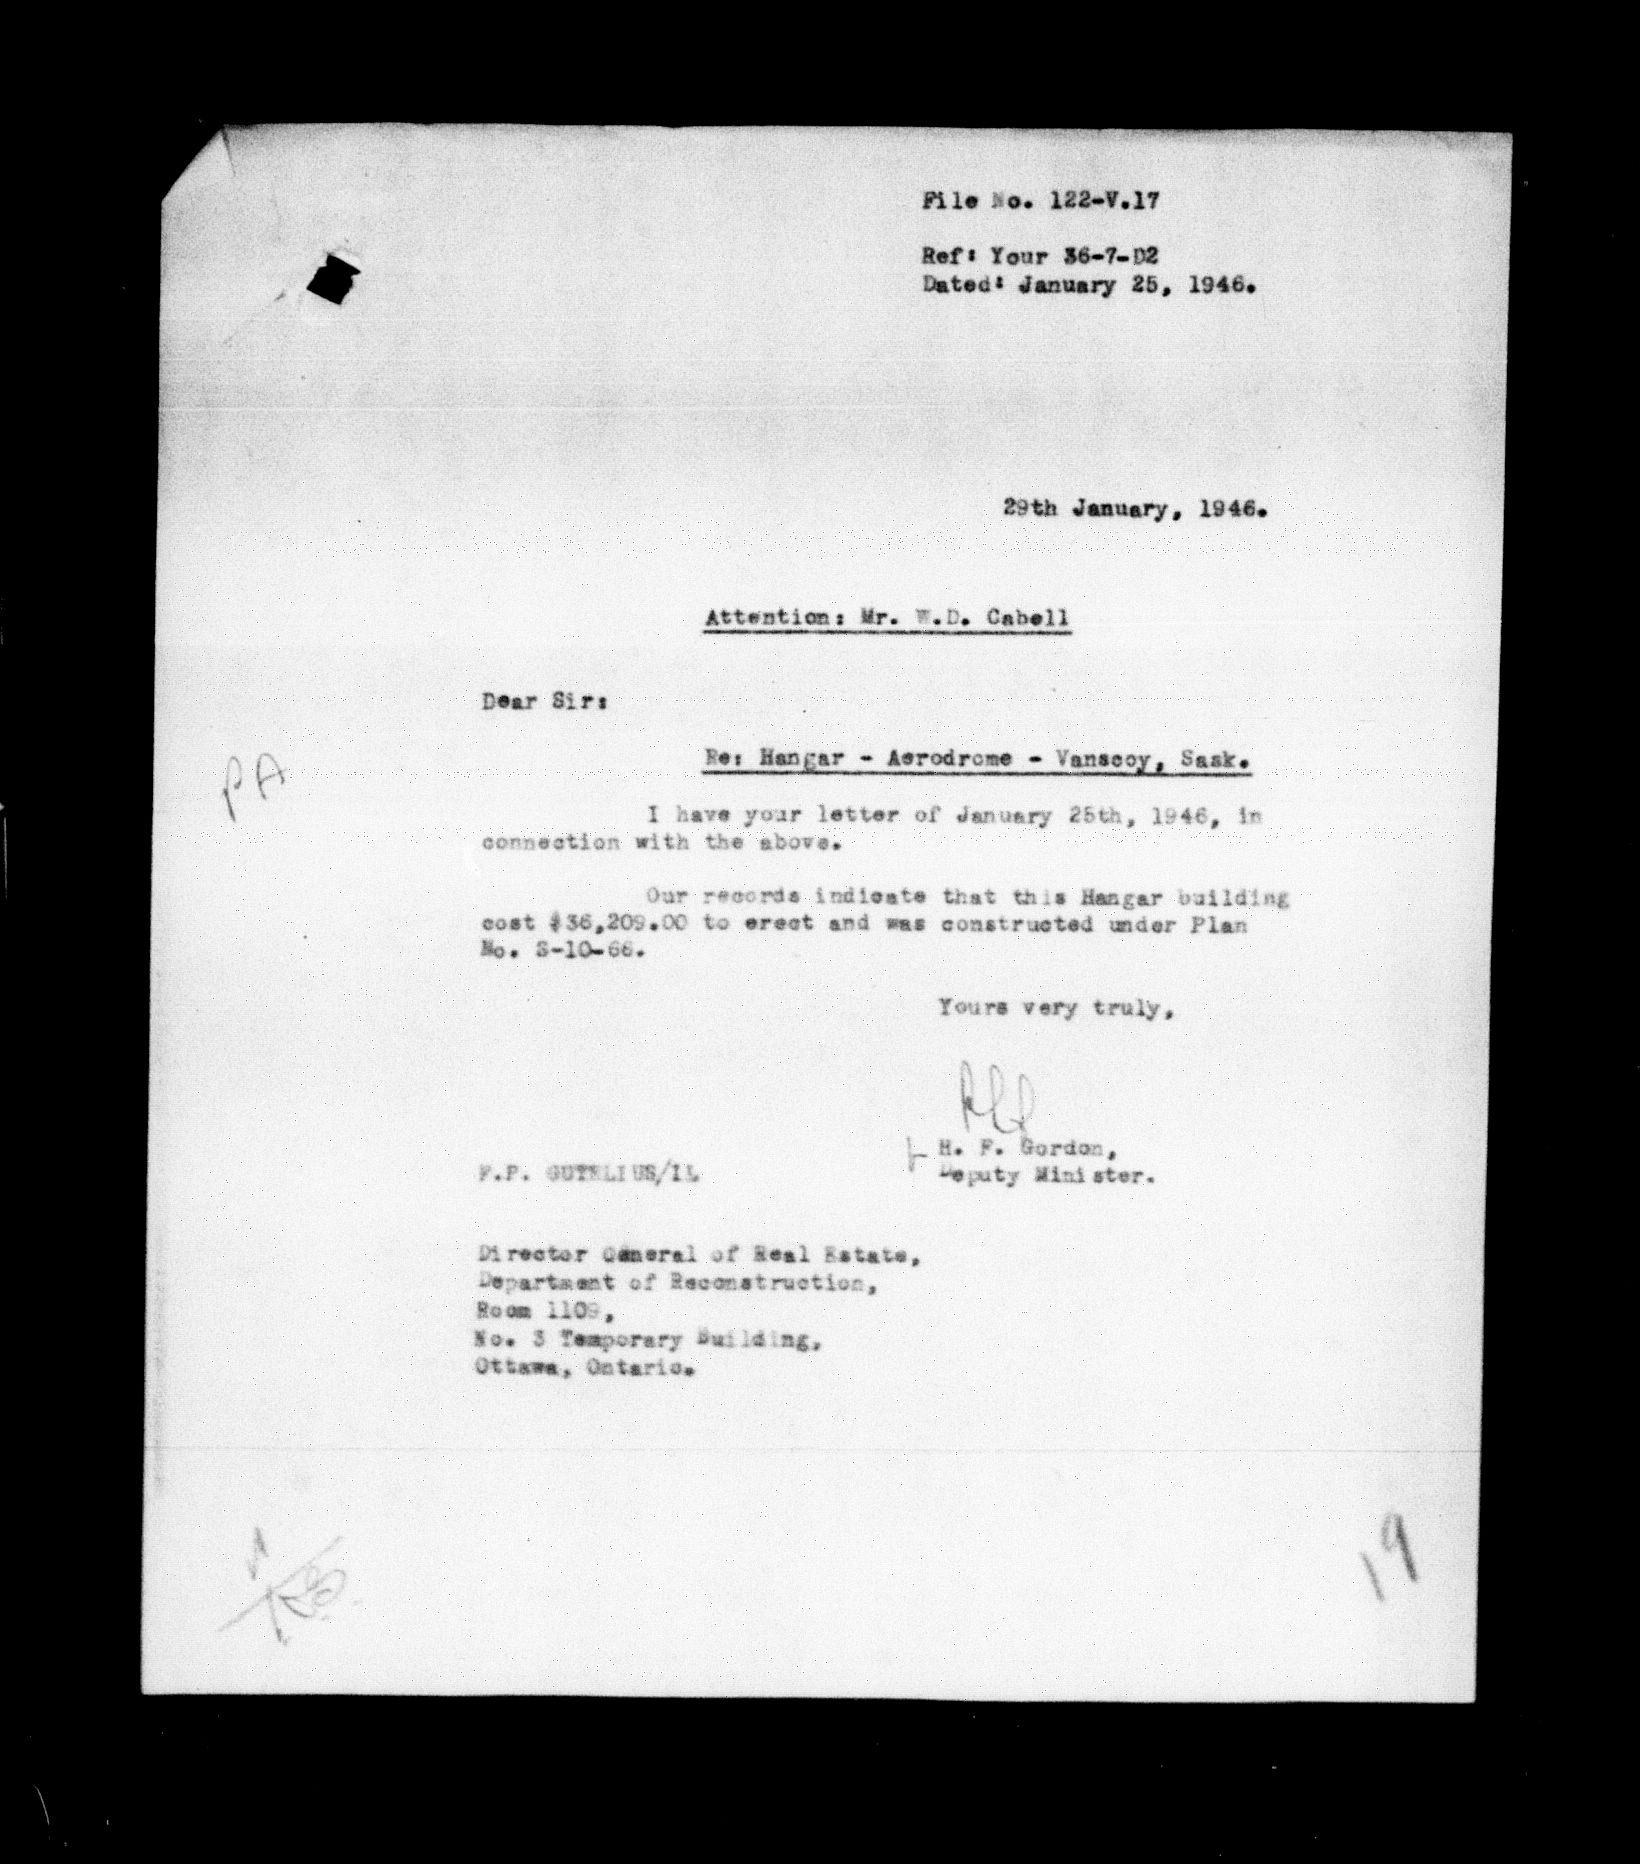 File No. 122-V.17
Ref: Your 36-7-D2
Dated: January 25, 1946.
29th January, 1946.
Attention: Mr. W.D. Cabell
Dear Sir:
Re: Hangar - Aerodrome - Vanscoy, Sask.
PA
I have your letter of January 25th, 1946, in
connection with the above.
Our records indicate that this Hangar building
cost $36,209.00 to erect and was constructed under Plan
No. S-10-66.
Yours very truly,
H. F. Gordon,
F.P. GUTELIUS/IL
Deputy Minister.
Director General of Real Estate,
Department of Reconstruction,
Room 1109,
No. 3 Temporary Building,
Ottawa, Ontario.
19